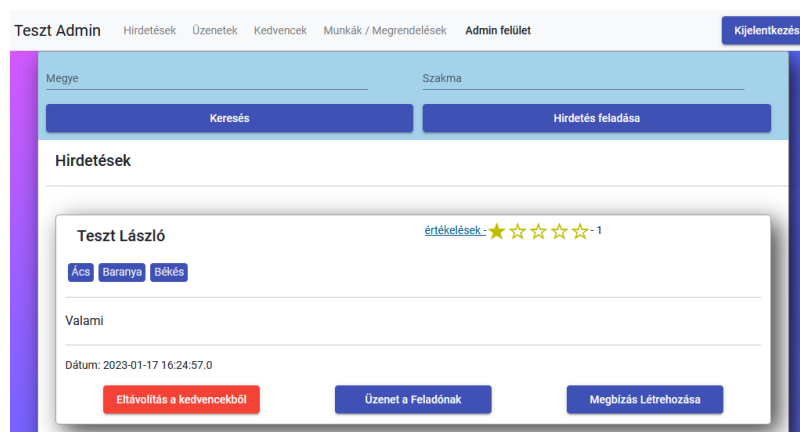 Teszt Admin Hirdetések Üzenetek Kedvencek Munkák / Megrendelések Admin felület Kijelentkezés
Megye Szakma
Keresés Hirdetés feladása
Hirdetések
Teszt László értékelések - - 1
Ács Baranya Békés
Valami
Dátum: 2023-01-17 16:24:57.0
Eltávolítás a kedvencekből Üzenet a Feladónak Megbízás Létrehozása